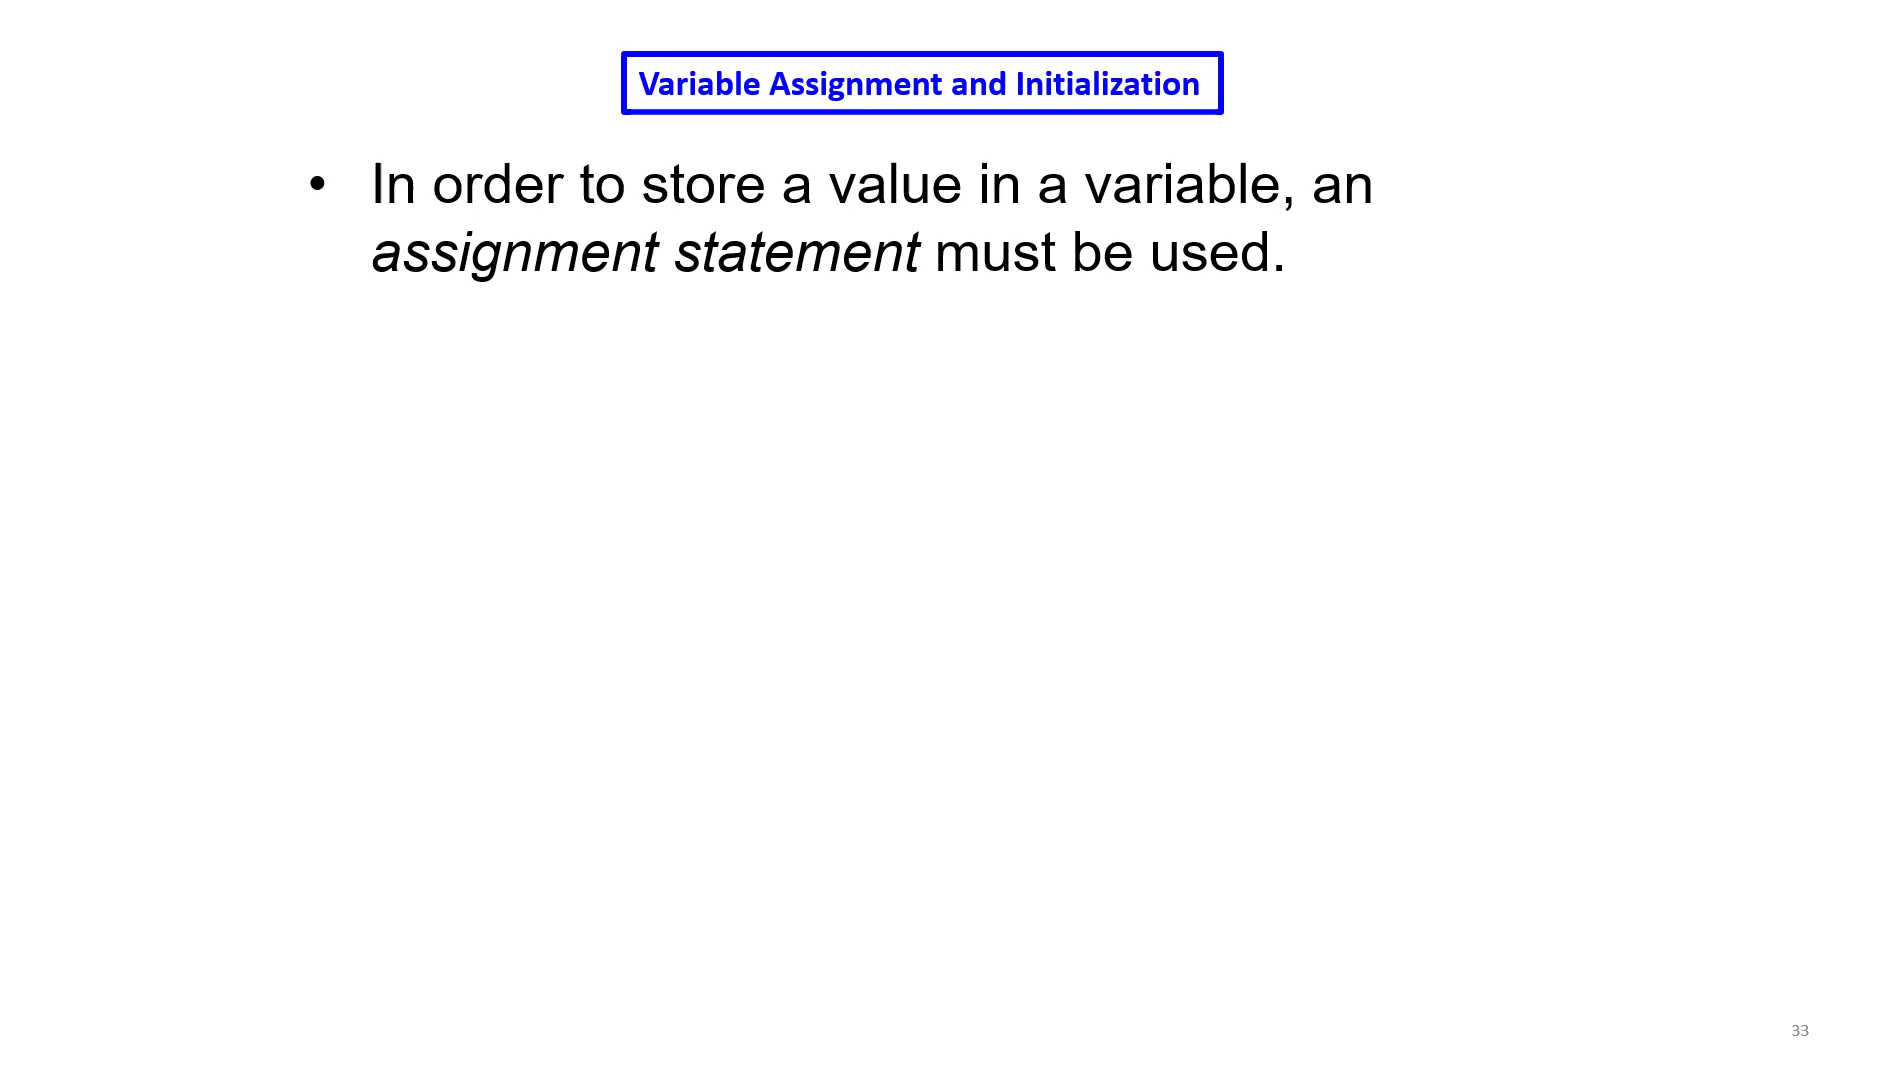 Variable Assignment and Initialization
• In order to store a value in a variable, an
assignment statement must be used.
33